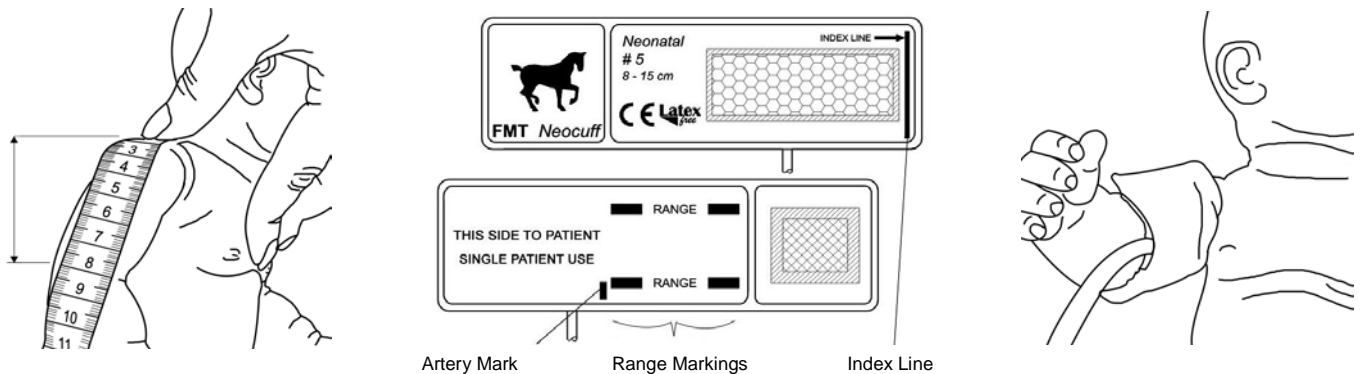 3
4
5
6
7
8
9
10
11
FMT Neocuff
Neonatal
# 5
8 - 15 cm
CE Latex
free
INDEX LINE
THIS SIDE TO PATIENT
SINGLE PATIENT USE
RANGE
RANGE
Artery Mark Range Markings Index Line